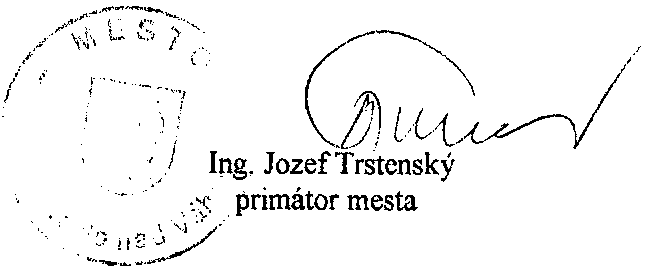 MESTO
Ing. Jozef Trstenský
primátor mesta